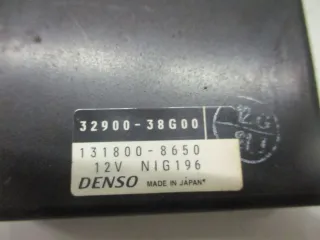 32900-38G00
131800-8650
12V NIG196
DENSO MADE IN JAPAN